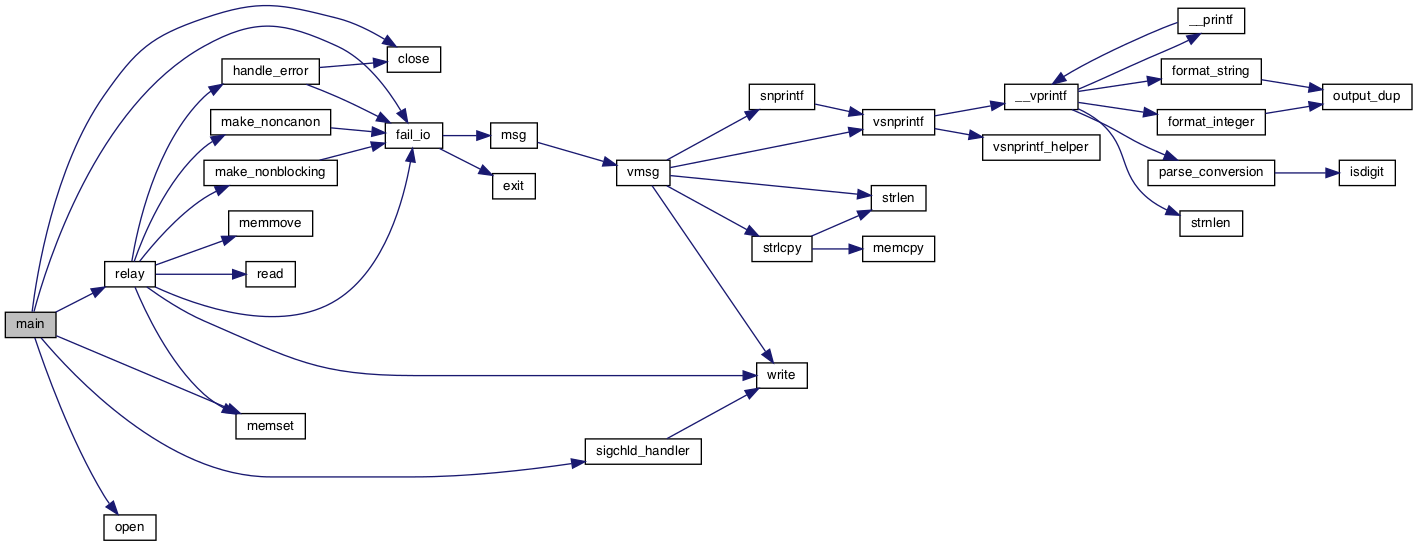 main
relay
open
handle_error
make_noncanon
make_nonblocking
memmove
read
memset
close
fail_io
msg
exit
sigchld_handler
vmsg
snprintf
strlcpy
write
vsnprintf
strlen
memcpy
__vprintf
vsnprintf_helper
__printf
format_string
format_integer
parse_conversion
strnlen
output_dup
isdigit